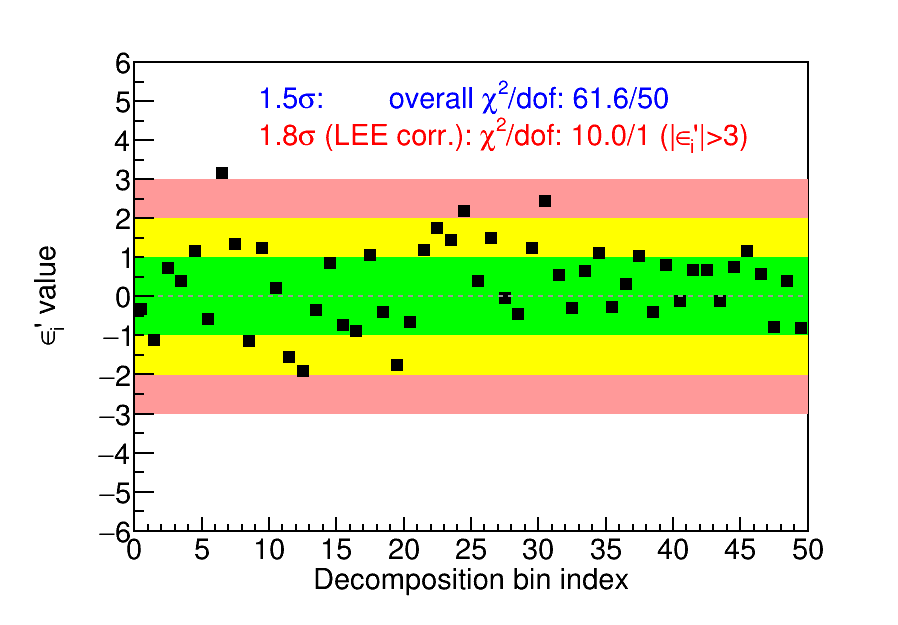 6
5
4
3
2
1
0
−1
−2
−3
−4
−5
−6
ϵᵢ' value
1.5σ: overall χ²/dof: 61.6/50
1.8σ (LEE corr.): χ²/dof: 10.0/1 (|ϵᵢ'|>3)
0 5 10 15 20 25 30 35 40 45 50
Decomposition bin index